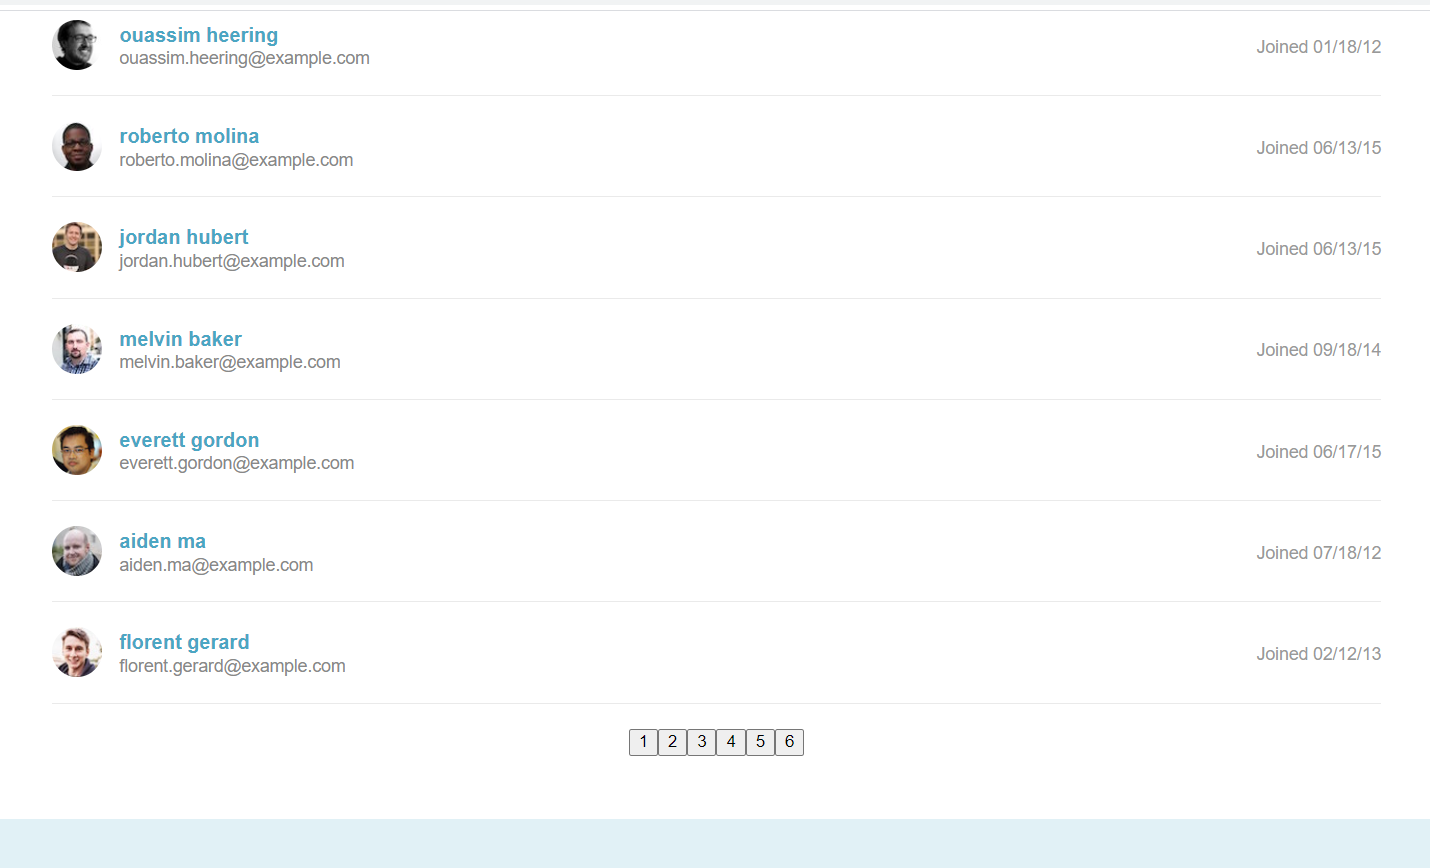 ouassim heering
ouassim.heering@example.com
Joined 01/18/12
roberto molina
roberto.molina@example.com
Joined 06/13/15
jordan hubert
jordan.hubert@example.com
Joined 06/13/15
melvin baker
melvin.baker@example.com
Joined 09/18/14
everett gordon
everett.gordon@example.com
Joined 06/17/15
aiden ma
aiden.ma@example.com
Joined 07/18/12
florent gerard
florent.gerard@example.com
Joined 02/12/13
1 2 3 4 5 6